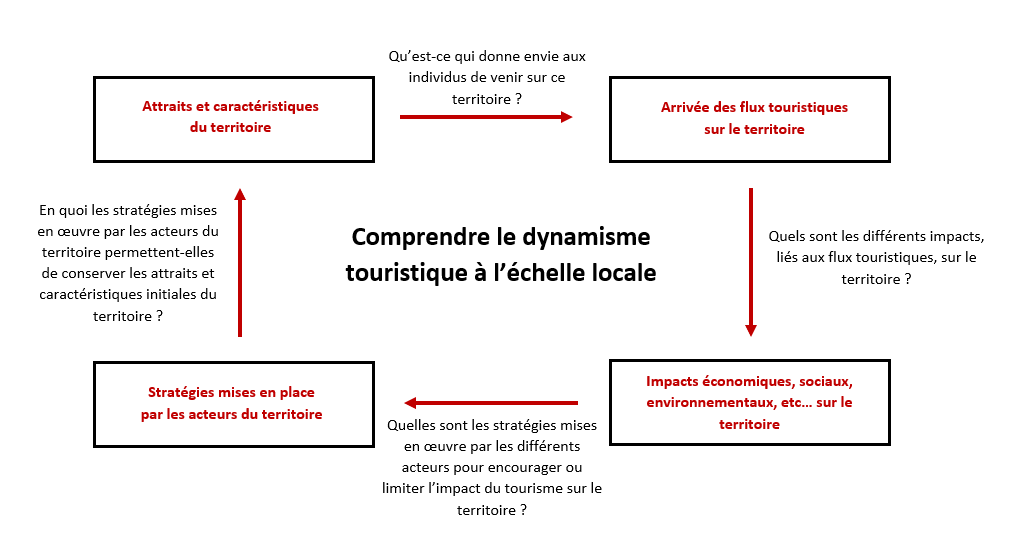 Qu’est-ce qui donne envie aux
individus de venir sur ce
territoire ?
Attraits et caractéristiques
du territoire
Arrivée des flux touristiques
sur le territoire
En quoi les stratégies mises
en œuvre par les acteurs du
territoire permettent-elles
de conserver les attraits et
caractéristiques initiales du
territoire ?
Comprendre le dynamisme
touristique à l’échelle locale
Quels sont les différents impacts,
liés aux flux touristiques, sur le
territoire ?
Stratégies mises en place
par les acteurs du territoire
Impacts économiques, sociaux,
environnementaux, etc… sur le
territoire
Quelles sont les stratégies mises
en œuvre par les différents
acteurs pour encourager ou
limiter l’impact du tourisme sur le
territoire ?